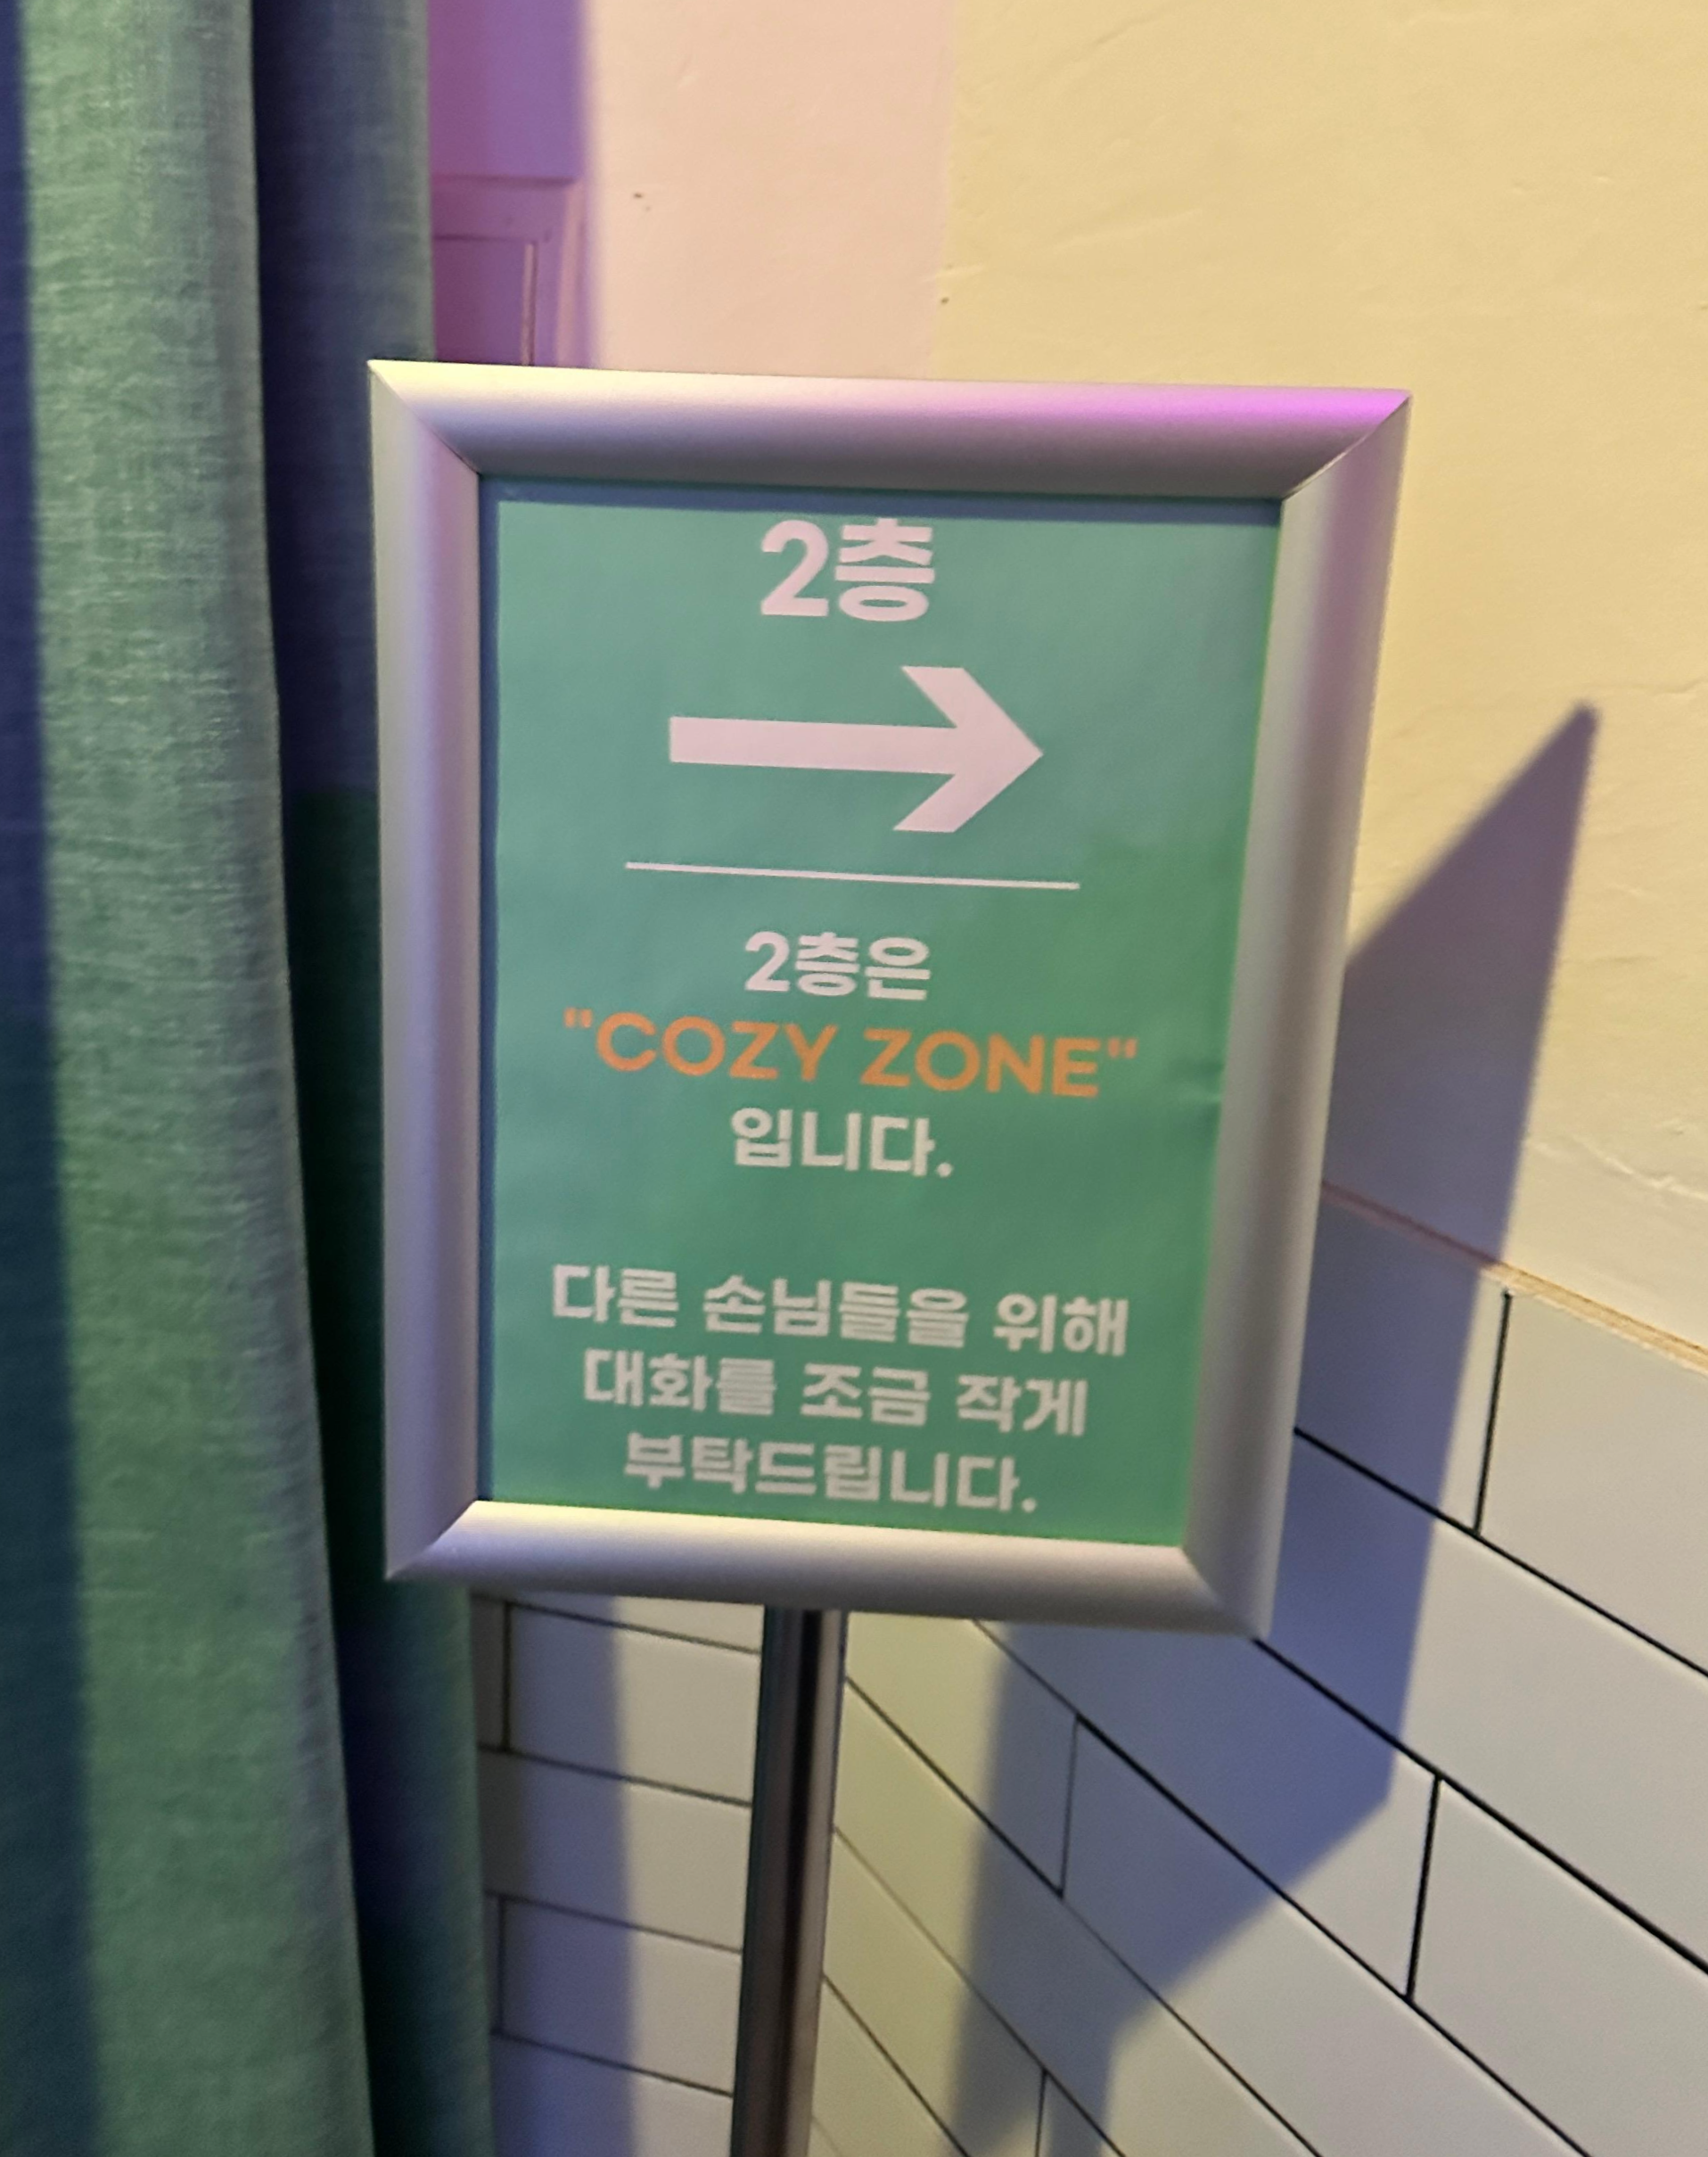 2층
2층은
"COZY ZONE"
입니다.
다른 손님들을 위해
대화를 조금 작게
부탁드립니다.